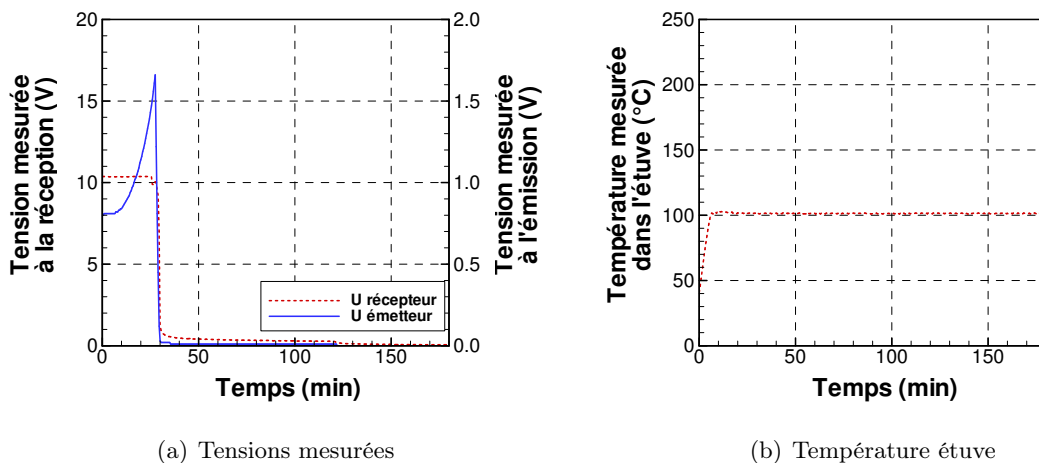 20
15
10
5
0
Tension mesurée
à la réception (V)
2.0
1.5
1.0
0.5
0.0
Tension mesurée
à l'émission (V)
U récepteur
U émetteur
0
50
100
150
Temps (min)
(a) Tensions mesurées
250
200
150
100
50
0
Température mesurée
dans l'étuve (°C)
0
50
100
150
Temps (min)
(b) Température étuve